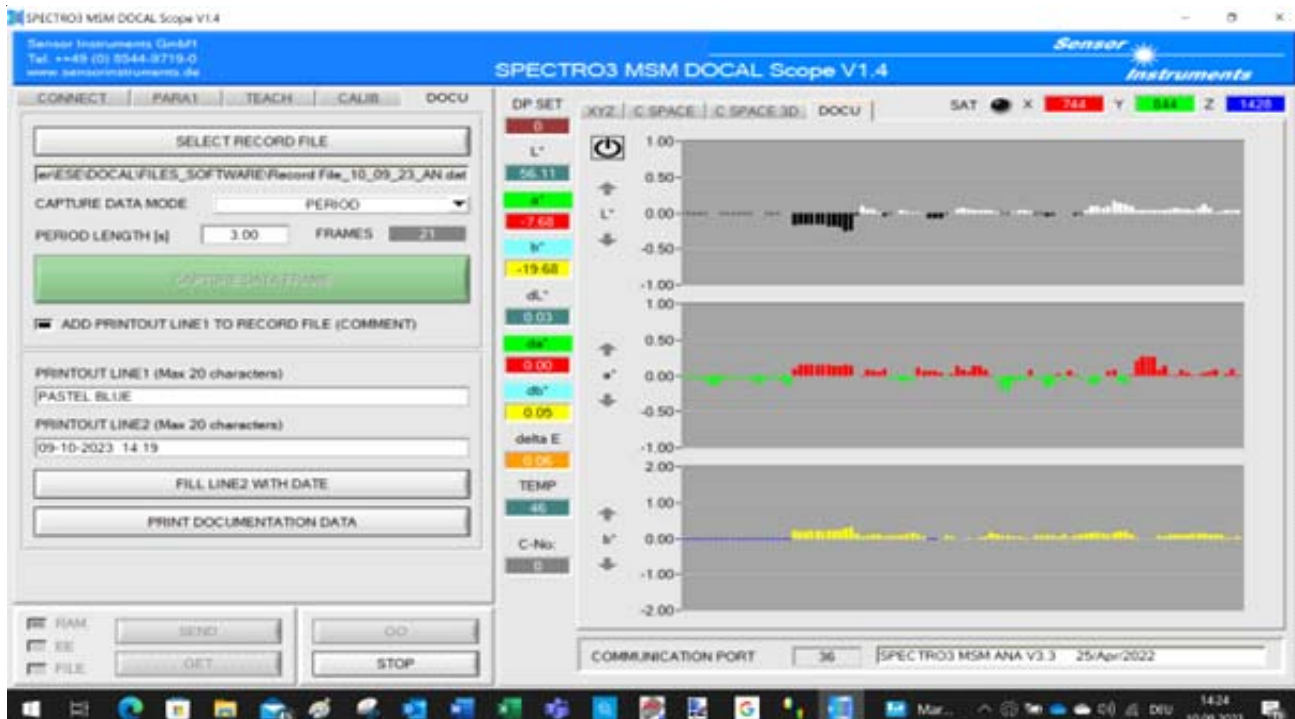 SPECTRO3 MSM DOCAL Scope V1.4
Sensor Instruments GmbH
Tel. ++49 (0) 8544-9719-0
www.sensorinstruments.de
SPECTRO3 MSM DOCAL Scope V1.4
Sensor
Instruments
CONNECT PARA1 TEACH CALIB DOCU
SELECT RECORD FILE
er\ESE\DOCAL\FILES_SOFTWARE\Record File_10_09_23_AN.dat
CAPTURE DATA MODE PERIOD
PERIOD LENGTH [s] 3.00 FRAMES 21
CAPTURE DATA FRAME
ADD PRINTOUT LINE1 TO RECORD FILE (COMMENT)
PRINTOUT LINE1 (Max 20 characters)
PASTEL BLUE
PRINTOUT LINE2 (Max 20 characters)
09-10-2023 14:19
FILL LINE2 WITH DATE
PRINT DOCUMENTATION DATA
RAM
EE
FILE
SEND GO
GET STOP
DP SET
0
L*
56.11
a*
-7.68
b*
-19.68
dL*
0.03
da*
0.00
db*
0.05
delta E
0.06
TEMP
46
C-No:
0
XYZ C SPACE C SPACE 3D DOCU
SAT X 744 Y 844 Z 1428
1.00
0.50
L* 0.00
-0.50
-1.00
1.00
0.50
a* 0.00
-0.50
-1.00
2.00
1.00
b* 0.00
-1.00
-2.00
COMMUNICATION PORT 36 SPECTRO3 MSM ANA V3.3 25/Apr/2022
Mar... DEU 14:24